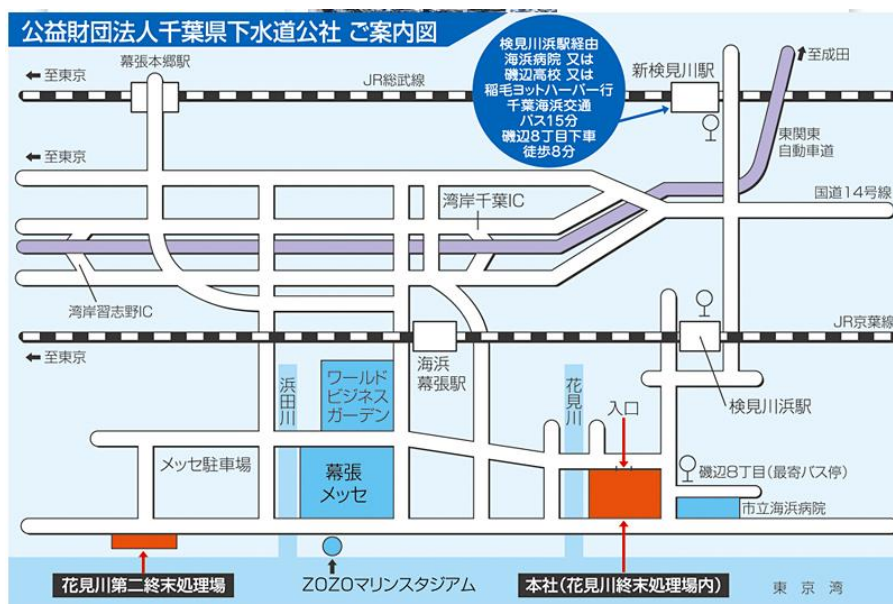 公益財団法人千葉県下水道公社 ご案内図
検見川浜駅経由
海浜病院 又は
磯辺高校 又は
稲毛ヨットハーバー行
千葉海浜交通
バス15分
磯辺8丁目下車
徒歩8分
至成田
至東京
幕張本郷駅
JR総武線
新検見川駅
東関東
自動車道
至東京
湾岸千葉IC
国道14号線
湾岸習志野IC
JR京葉線
至東京
海浜
幕張駅
検見川浜駅
浜田川
ワールド
ビジネス
ガーデン
花見川
入口
メッセ駐車場
幕張
メッセ
磯辺8丁目(最寄バス停)
市立海浜病院
花見川第二終末処理場
ZOZOマリンスタジアム
本社(花見川終末処理場内)
東京湾